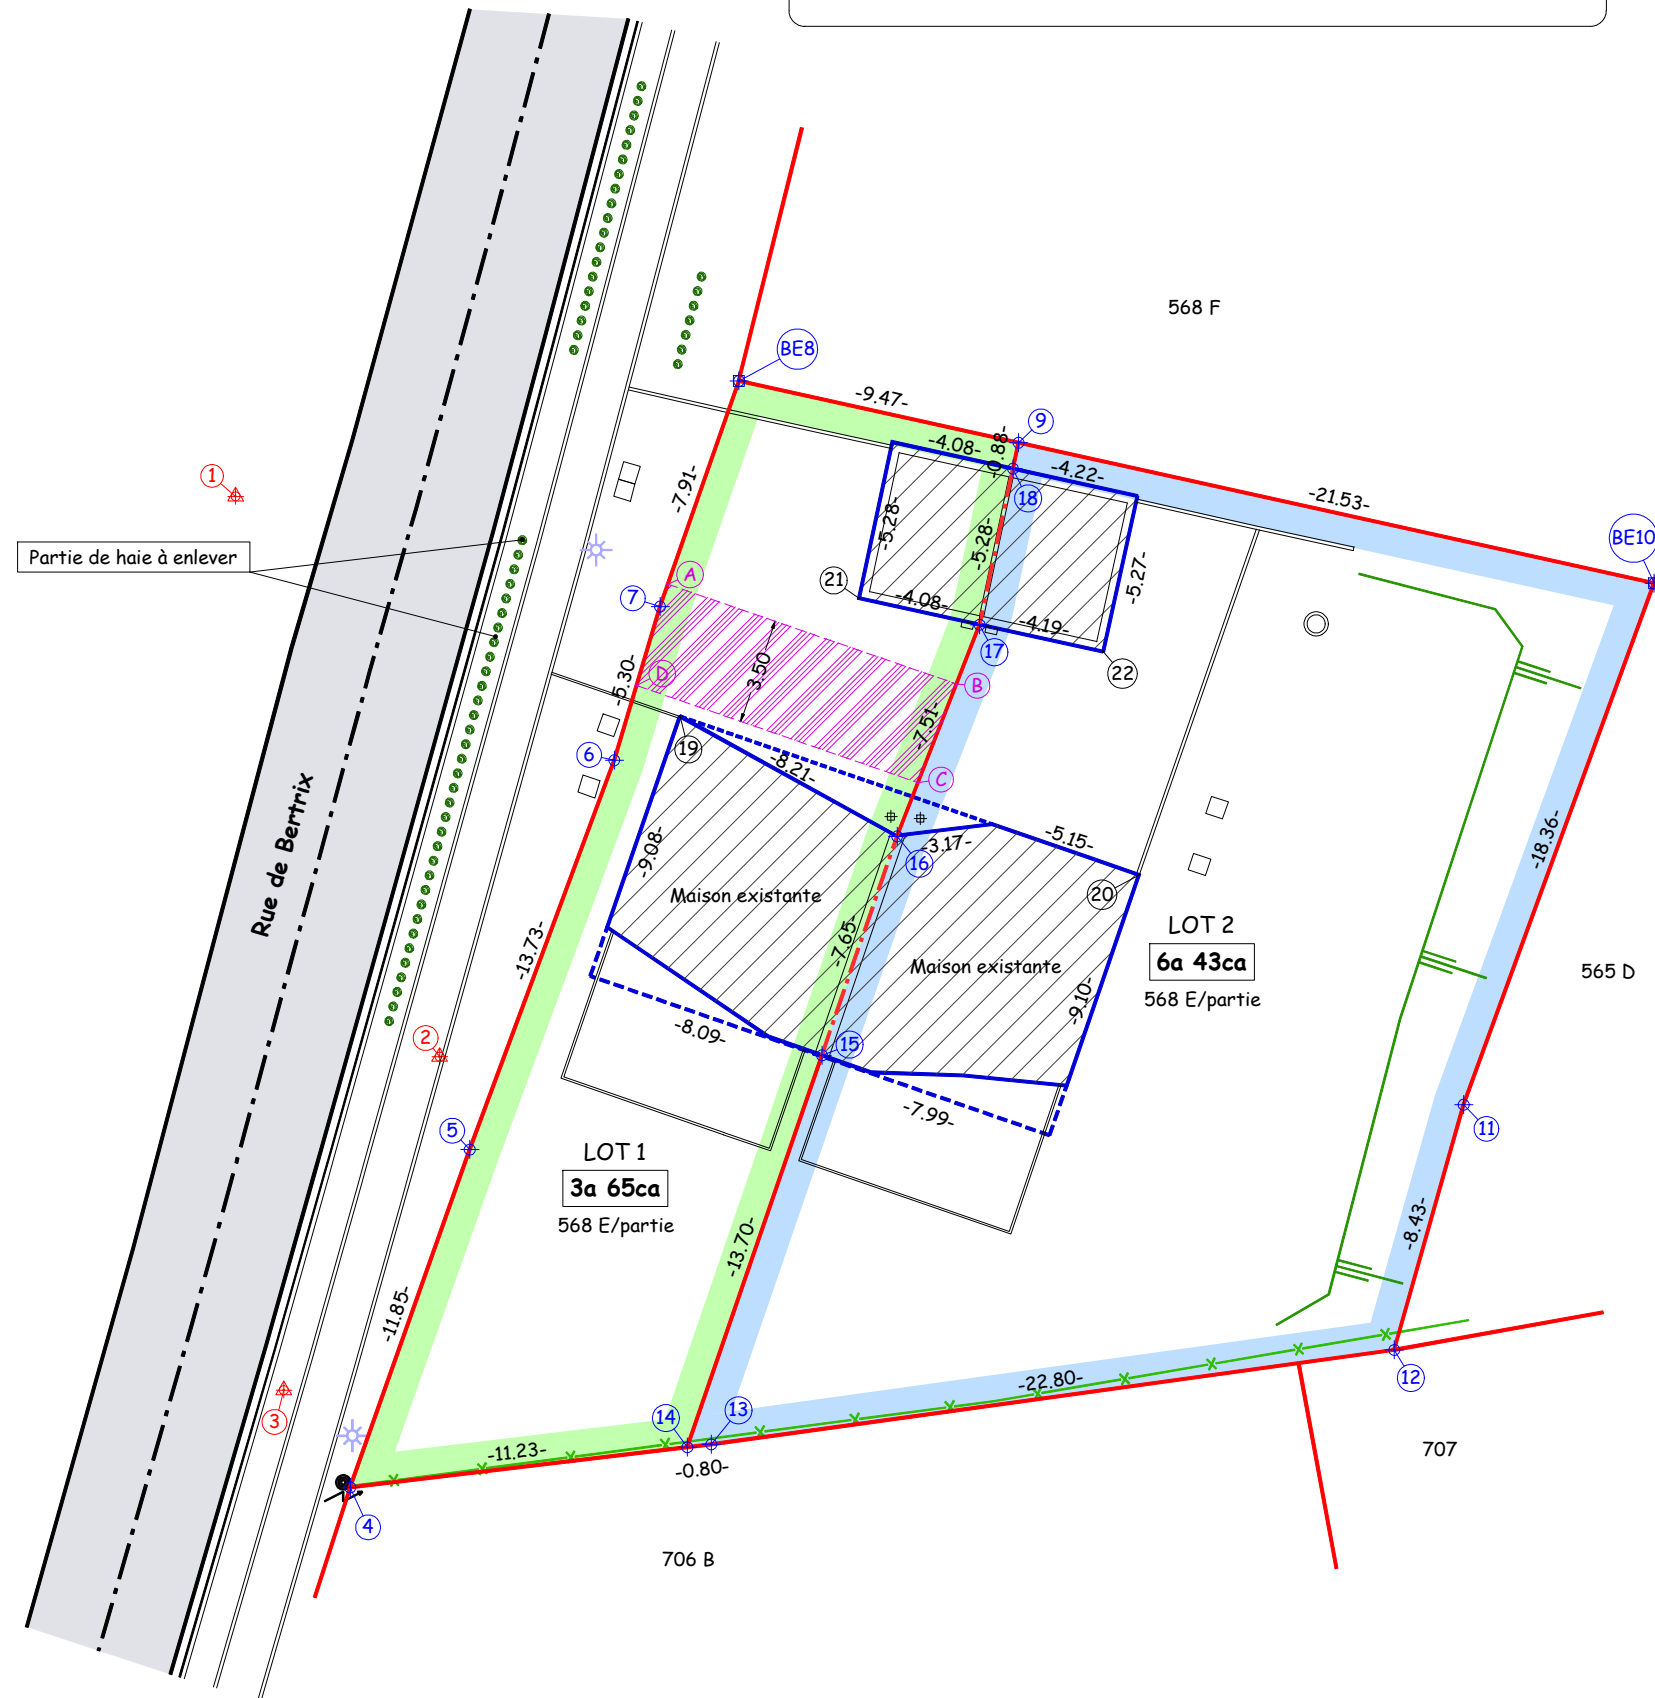 568 F
BE8
-9.47-
9
-0.88-
-4.08-
-4.22-
18
-21.53-
BE10
1
-7.91-
-5.28-
-5.28-
-5.27-
Partie de haie à enlever
A
21
7
-4.08-
-4.19-
17
22
3.50
-5.30-
D
B
-7.51-
19
6
-8.21-
C
-3.17-
-5.15-
16
20
-9.08-
-18.36-
Rue de Bertrix
Maison existante
LOT 2
-13.73-
-7.65-
Maison existante
6a 43ca
565 D
568 E/partie
-9.10-
2
-8.09-
15
5
-7.99-
11
LOT 1
3a 65ca
568 E/partie
-13.70-
-8.43-
-11.85-
12
-22.80-
3
14
13
-11.23-
-0.80-
707
4
706 B